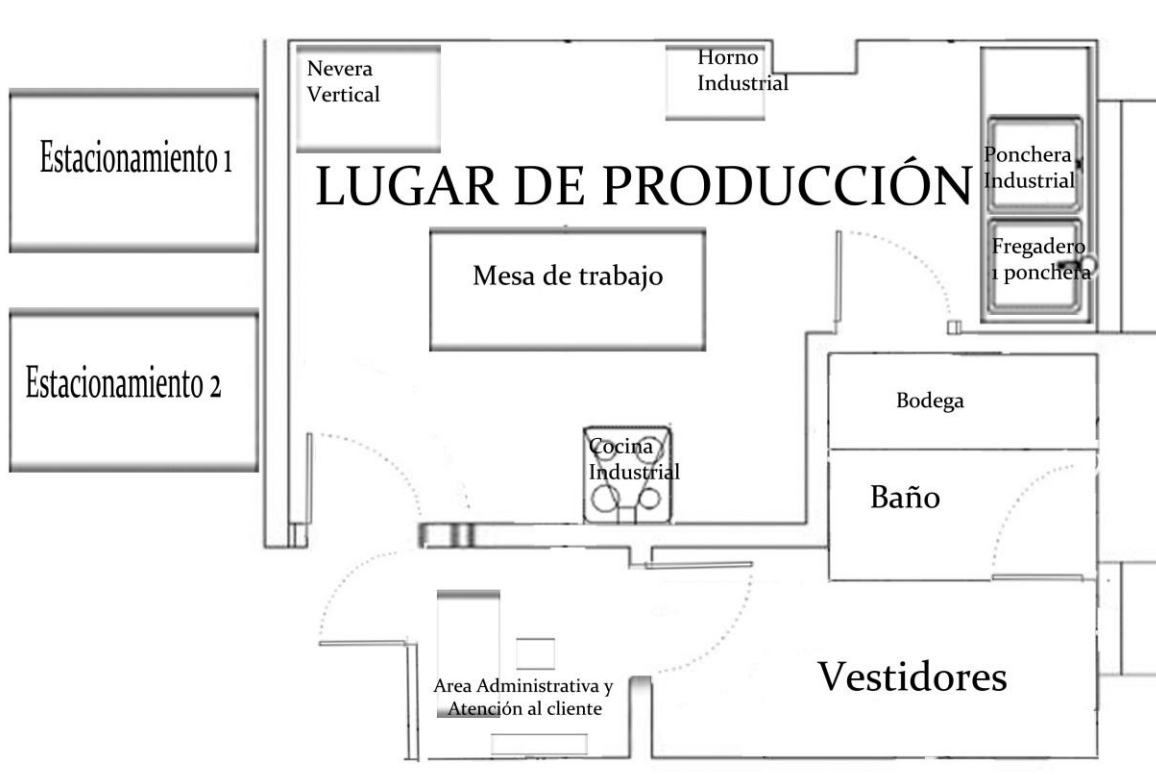 Nevera
Vertical
Horno
Industrial
Estacionamiento 1
LUGAR DE PRODUCCIÓN
Ponchera
Industrial
Fregadero
1 ponchera
Mesa de trabajo
Estacionamiento 2
Bodega
Cocina
Industrial
Baño
Area Administrativa y
Atención al cliente
Vestidores